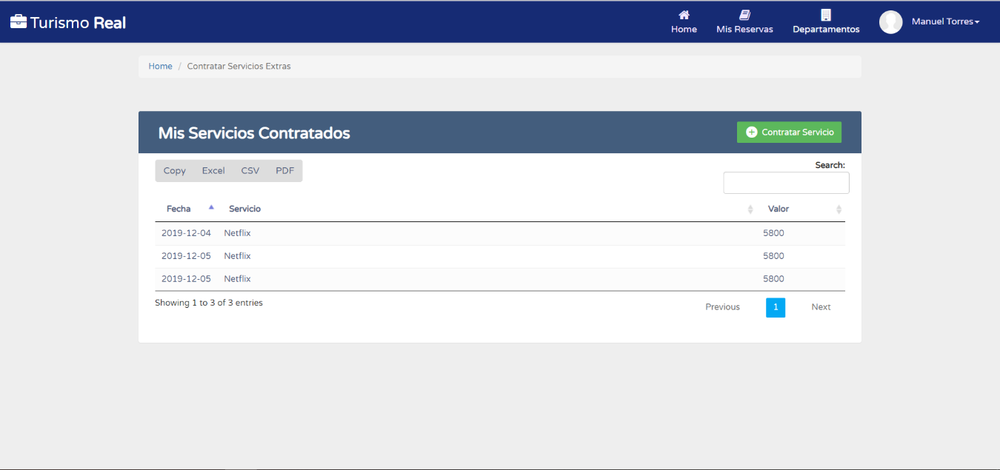 Turismo Real
Home
Mis Reservas
Departamentos
Manuel Torres
Home / Contratar Servicios Extras
Mis Servicios Contratados
Contratar Servicio
Copy Excel CSV PDF
Search:
Fecha Servicio Valor
2019-12-04 Netflix 5800
2019-12-05 Netflix 5800
2019-12-05 Netflix 5800
Showing 1 to 3 of 3 entries
Previous 1 Next